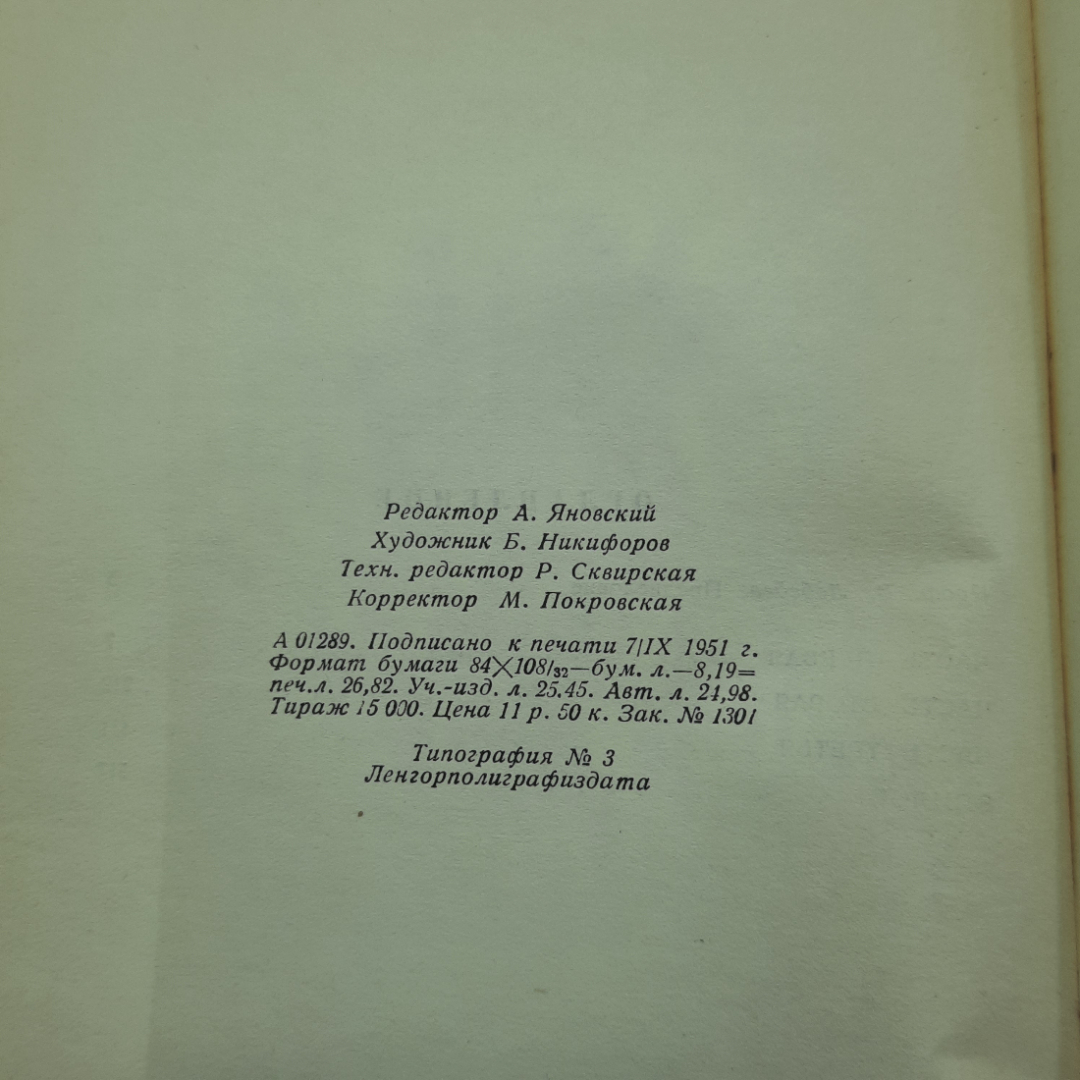 Редактор А. Яновский
Художник Б. Никифоров
Техн. редактор Р. Сквирская
Корректор М. Покровская
А 01289. Подписано к печати 7/IX 1951 г.
Формат бумаги 84×108/32—бум. л.—8,19=
печ.л. 26,82. Уч.-изд. л. 25.45. Авт. л. 24,98.
Тираж 15 000. Цена 11 р. 50 к. Зак. № 1301
Типография № 3
Ленгорполиграфиздата